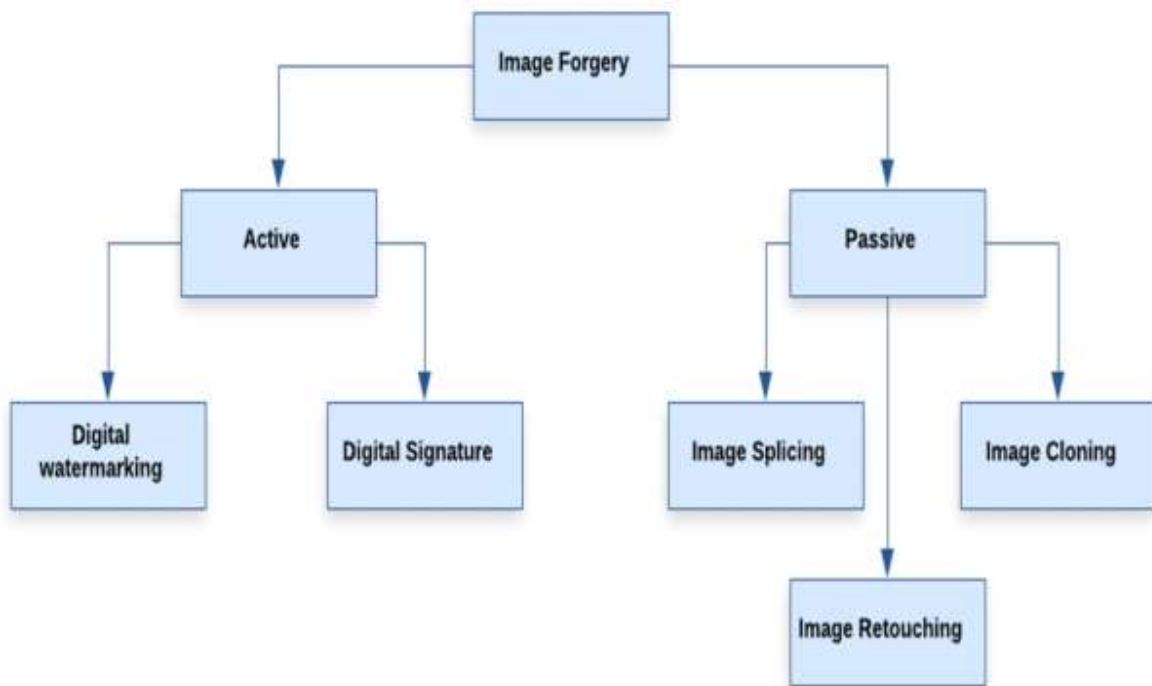 Image Forgery
Active
Passive
Digital
watermarking
Digital Signature
Image Splicing
Image Cloning
Image Retouching